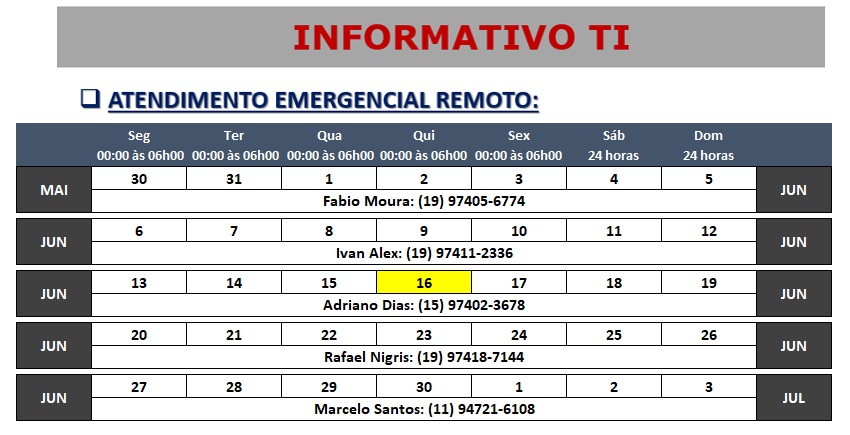 INFORMATIVO TI
ATENDIMENTO EMERGENCIAL REMOTO:
Seg Ter Qua Qui Sex Sáb Dom
00:00 às 06h00 00:00 às 06h00 00:00 às 06h00 00:00 às 06h00 00:00 às 06h00 24 horas 24 horas
MAI 30 31 1 2 3 4 5 JUN
Fabio Moura: (19) 97405-6774
JUN 6 7 8 9 10 11 12 JUN
Ivan Alex: (19) 97411-2336
JUN 13 14 15 16 17 18 19 JUN
Adriano Dias: (15) 97402-3678
JUN 20 21 22 23 24 25 26 JUN
Rafael Nigris: (19) 97418-7144
JUN 27 28 29 30 1 2 3 JUL
Marcelo Santos: (11) 94721-6108